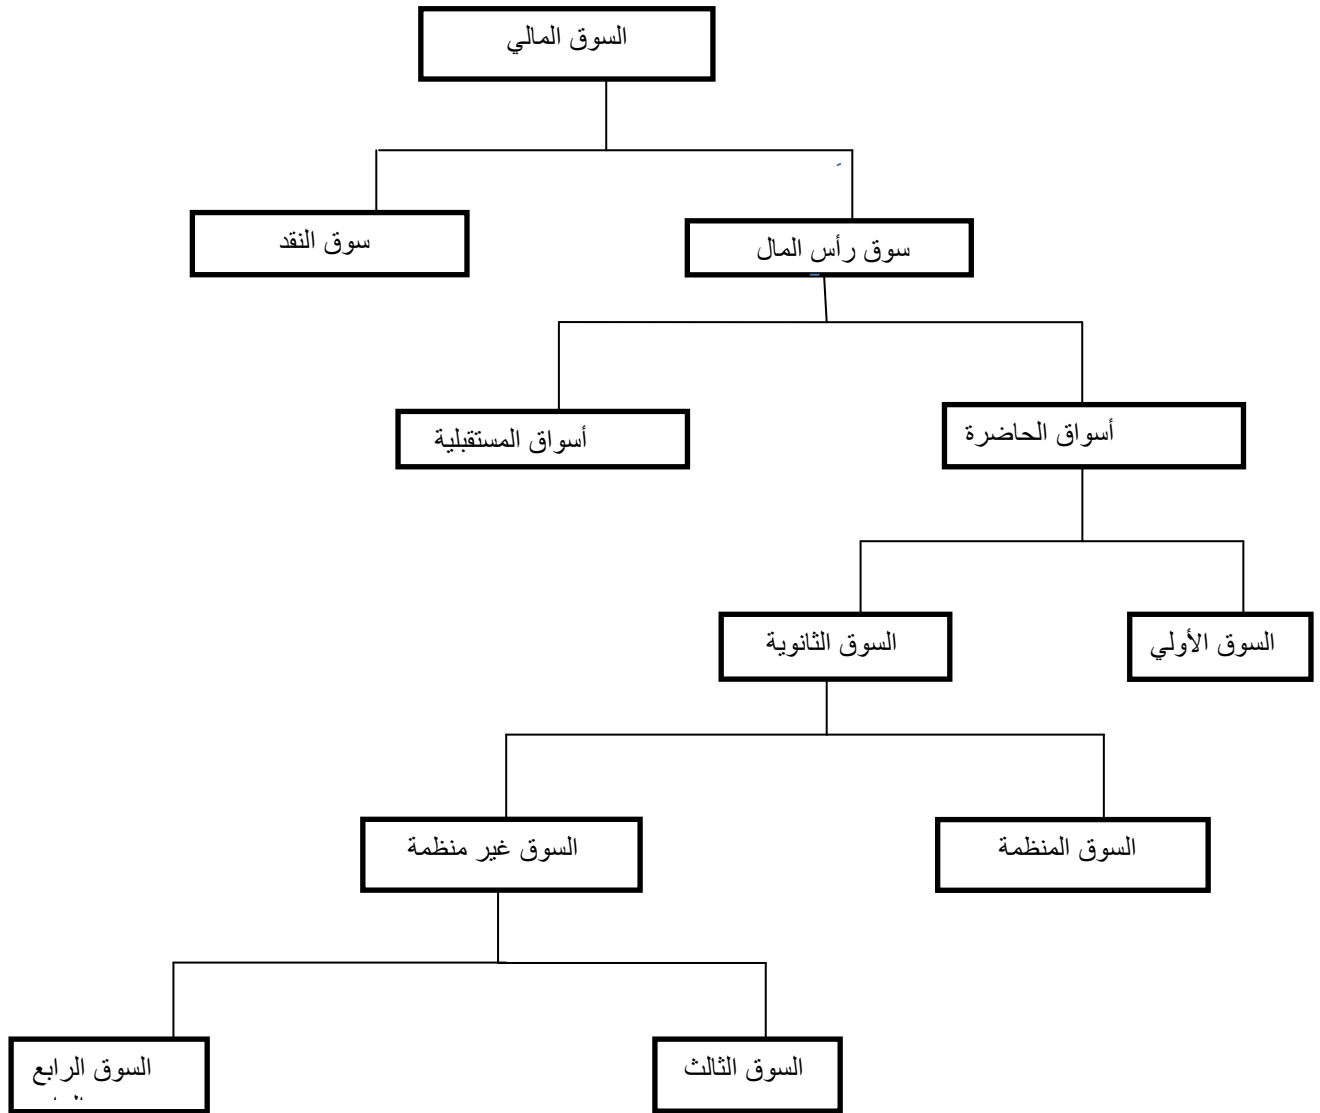 السوق المالي
سوق رأس المال
سوق النقد
أسواق الحاضرة
أسواق المستقبلية
السوق الأولي
السوق الثانوية
السوق المنظمة
السوق غير منظمة
السوق الثالث
السوق الرابع